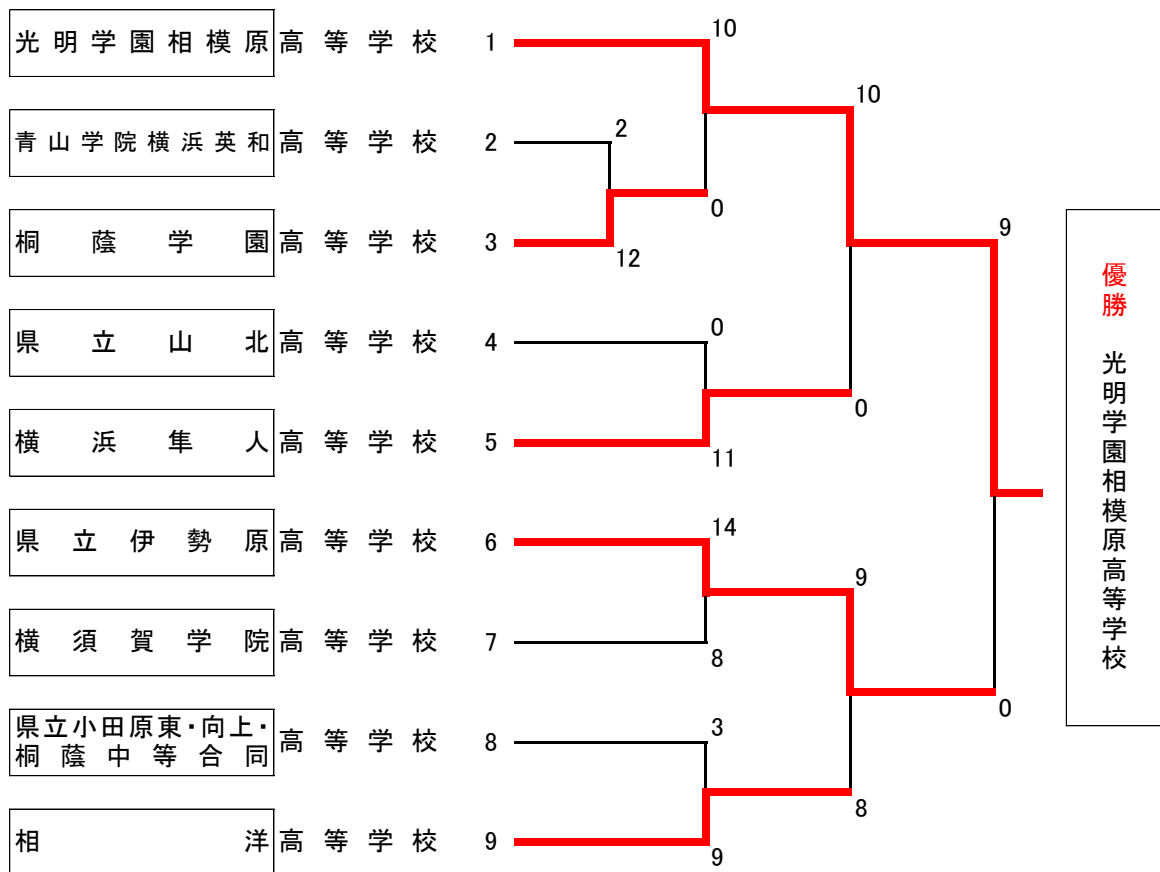 光明学園相模原高等学校 1
青山学院横浜英和高等学校 2
桐蔭学園高等学校 3
県立山北高等学校 4
横浜隼人高等学校 5
県立伊勢原高等学校 6
横須賀学院高等学校 7
県立小田原東・向上・
桐蔭中等合同高等学校 8
相洋高等学校 9
2
12
10
0
0
11
14
8
3
9
10
0
9
8
9
0
優勝 光明学園相模原高等学校